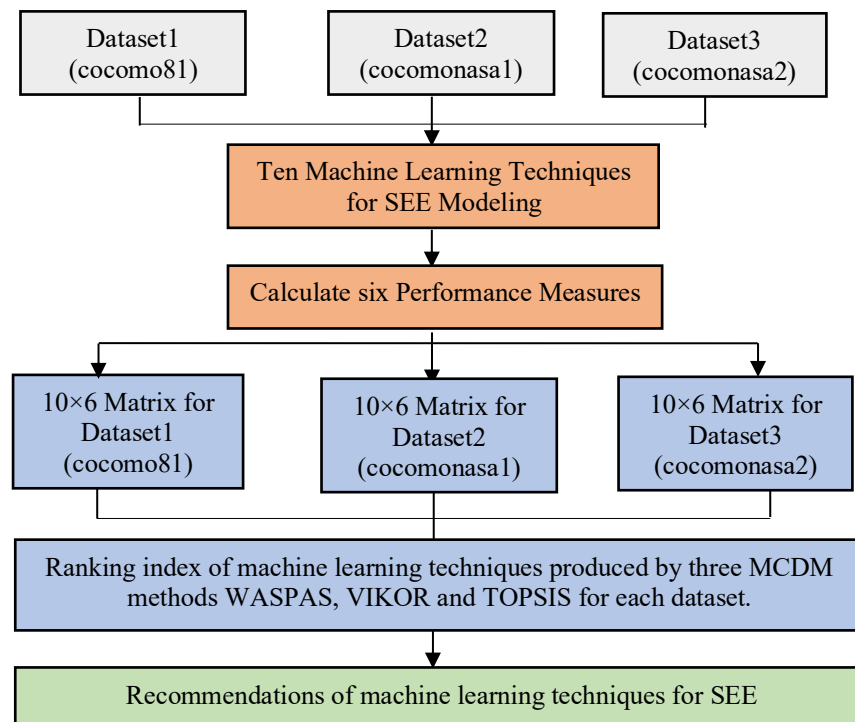 Dataset1
(cocomo81)
Dataset2
(cocomonasa1)
Dataset3
(cocomonasa2)
Ten Machine Learning Techniques
for SEE Modeling
Calculate six Performance Measures
10×6 Matrix for
Dataset1
(cocomo81)
10×6 Matrix for
Dataset2
(cocomonasa1)
10×6 Matrix for
Dataset3
(cocomonasa2)
Ranking index of machine learning techniques produced by three MCDM
methods WASPAS, VIKOR and TOPSIS for each dataset.
Recommendations of machine learning techniques for SEE